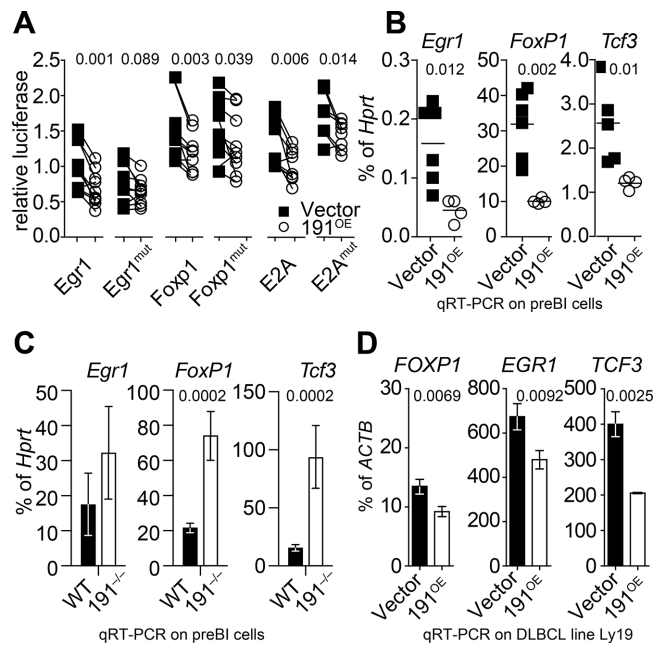 A
0.001 0.089 0.003 0.039 0.006 0.014
relative luciferase
2.5
2.0
1.5
1.0
0.5
0.0
Vector
191OE
Egr1 Egr1mut Foxp1 Foxp1mut E2A E2Amut
B
Egr1 FoxP1 Tcf3
0.012 0.002 0.01
% of Hprt
0.3
0.2
0.1
0.0
50
40
30
20
10
0
4.0
3.0
2.0
1.0
0.0
Vector 191OE Vector 191OE Vector 191OE
qRT-PCR on preBI cells
C
Egr1 FoxP1 Tcf3
0.0002 0.0002
% of Hprt
50
40
30
20
10
0
100
80
60
40
20
0
150
100
50
0
WT 191-/- WT 191-/- WT 191-/-
qRT-PCR on preBI cells
D
FOXP1 EGR1 TCF3
0.0069 0.0092 0.0025
% of ACTB
30
20
10
0
800
600
400
200
0
500
400
300
200
100
0
Vector 191OE Vector 191OE Vector 191OE
qRT-PCR on DLBCL line Ly19